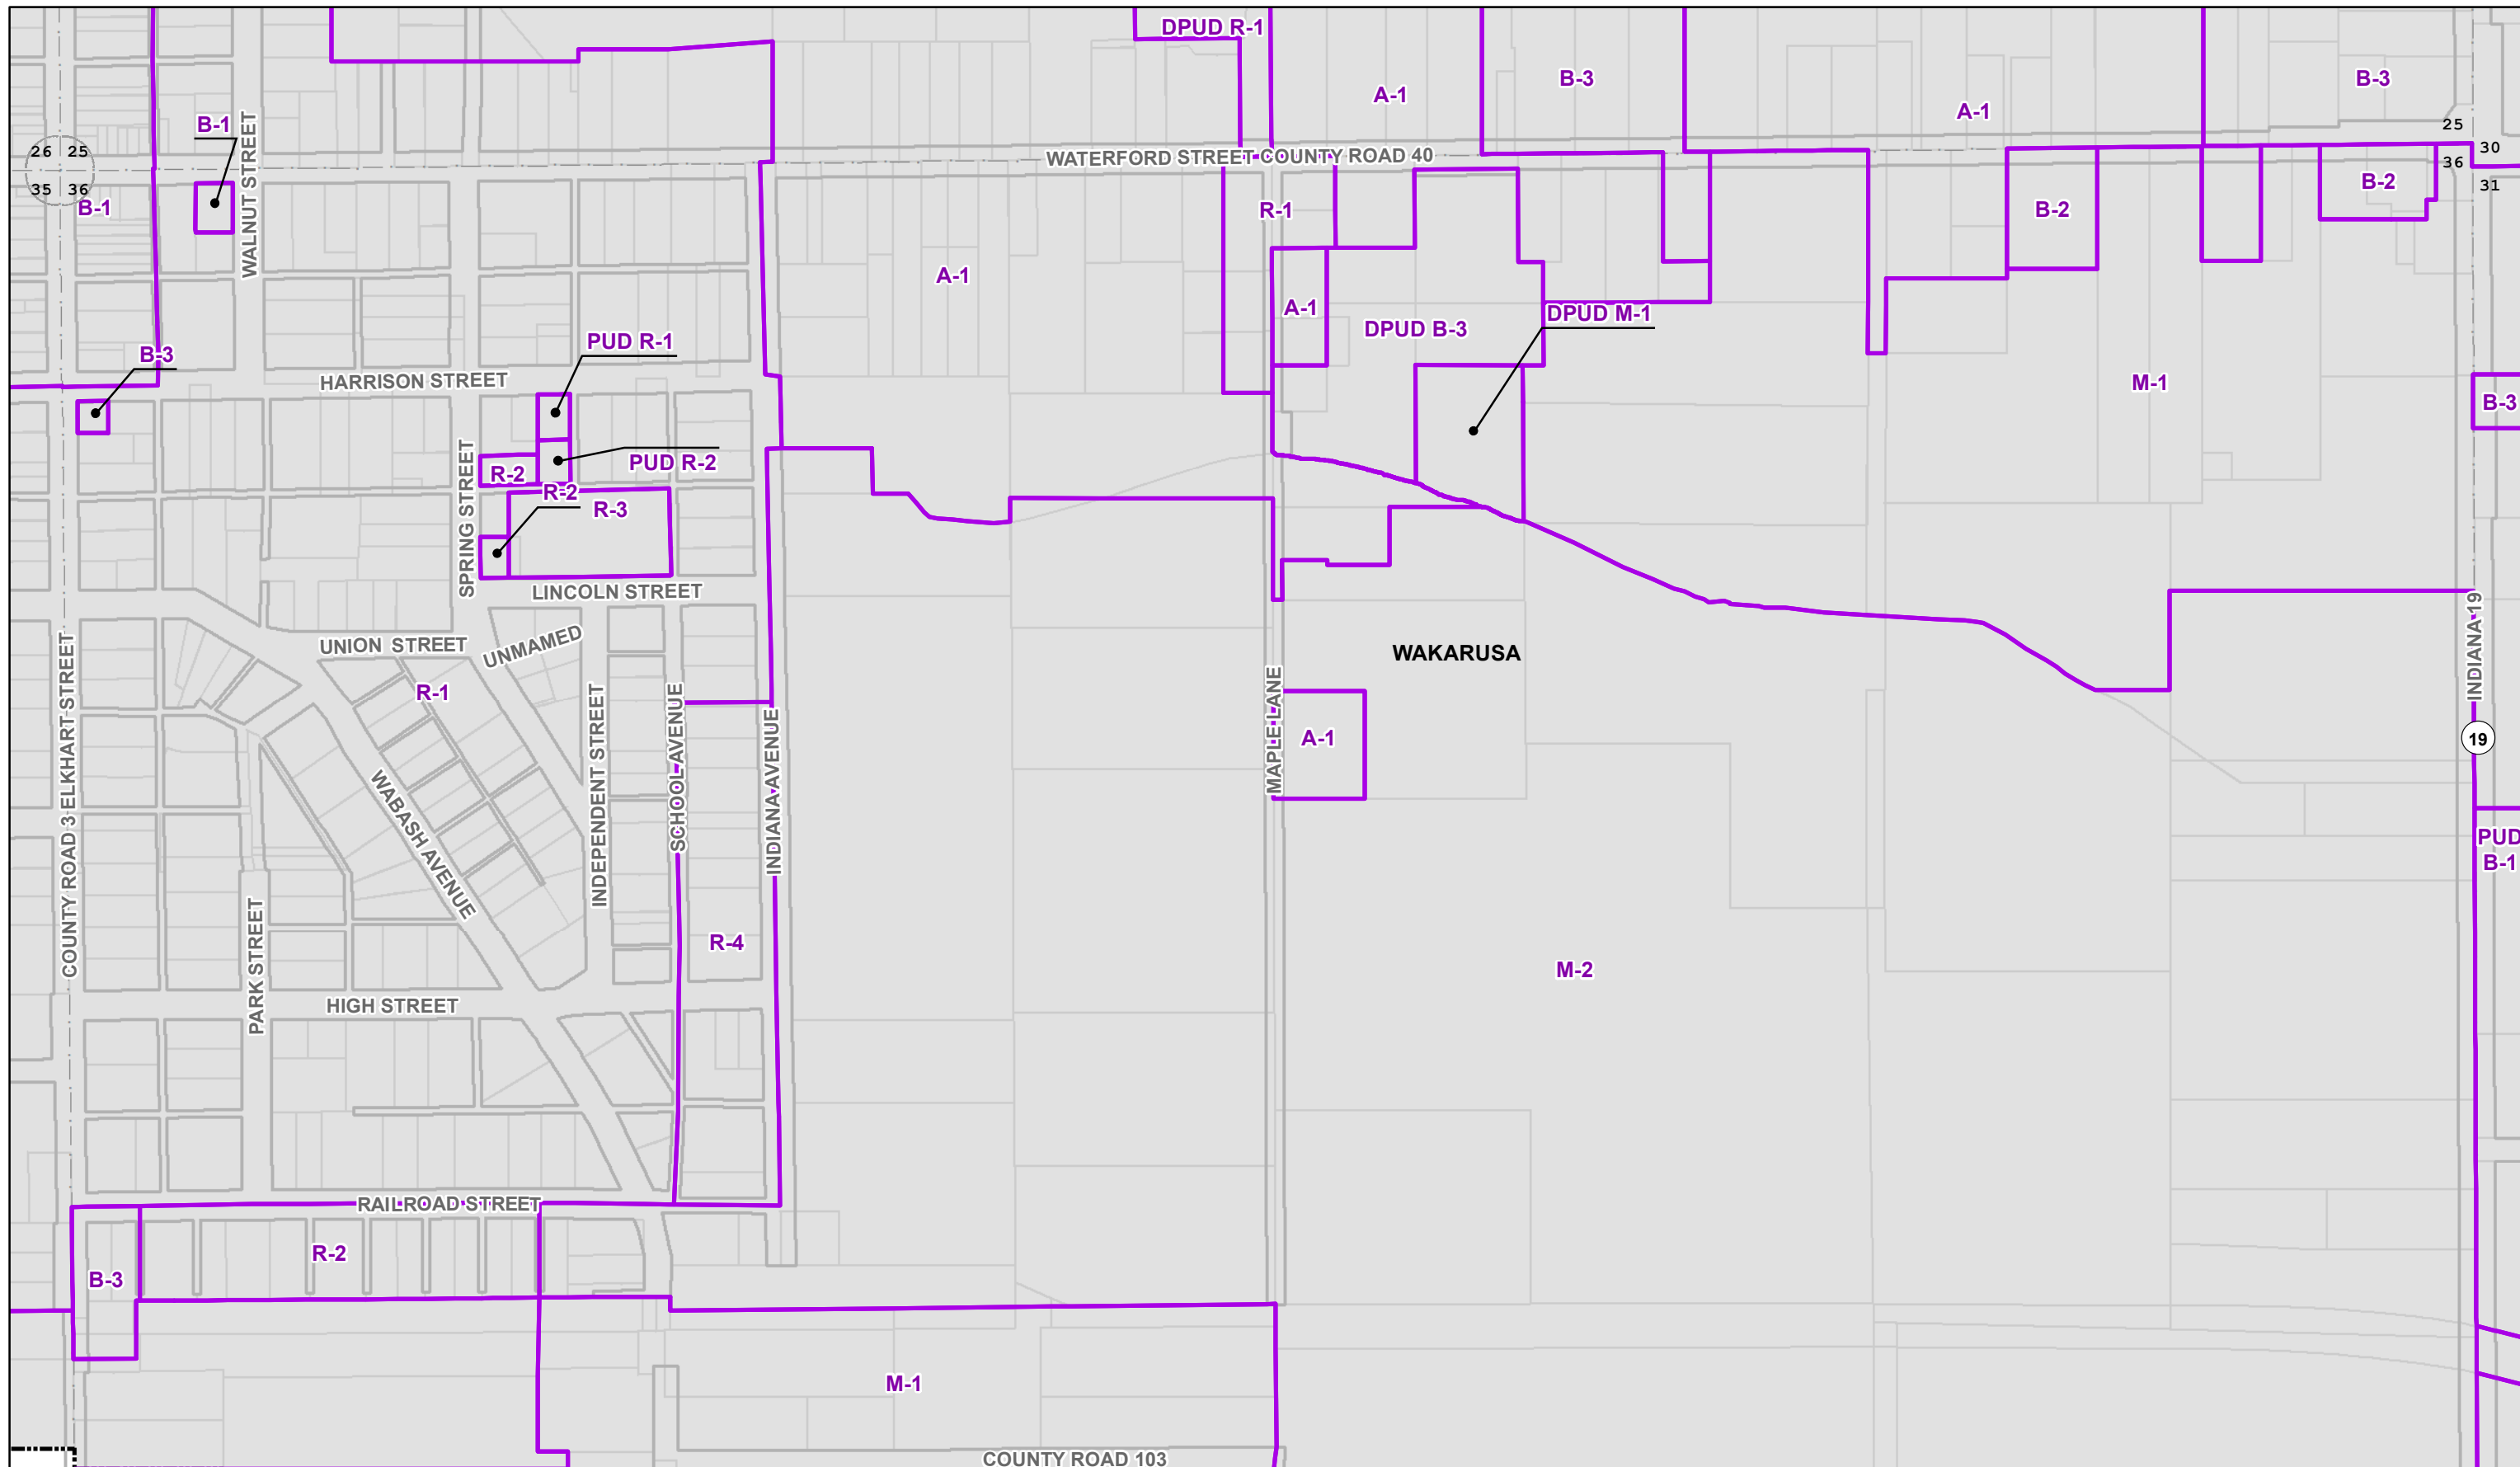 DPUD R-1
A-1
B-3
A-1
B-3
B-1
WALNUT STREET
26 25
35 36
B-1
WATERFORD STREET COUNTY ROAD 40
25
30
36
31
R-1
B-2
B-2
A-1
A-1
DPUD B-3
DPUD M-1
B-3
PUD R-1
HARRISON STREET
M-1
B-3
SPRING STREET
R-2
PUD R-2
R-2
R-3
LINCOLN STREET
UNION STREET
UNMAMED
WAKARUSA
INDIANA 19
R-1
COUNTY ROAD 3 ELKHART STREET
WABASH AVENUE
INDEPENDENT STREET
SCHOOL AVENUE
INDIANA AVENUE
MAPLE LANE
A-1
19
PUD
B-1
PARK STREET
R-4
M-2
HIGH STREET
RAILROAD STREET
R-2
B-3
M-1
COUNTY ROAD 103